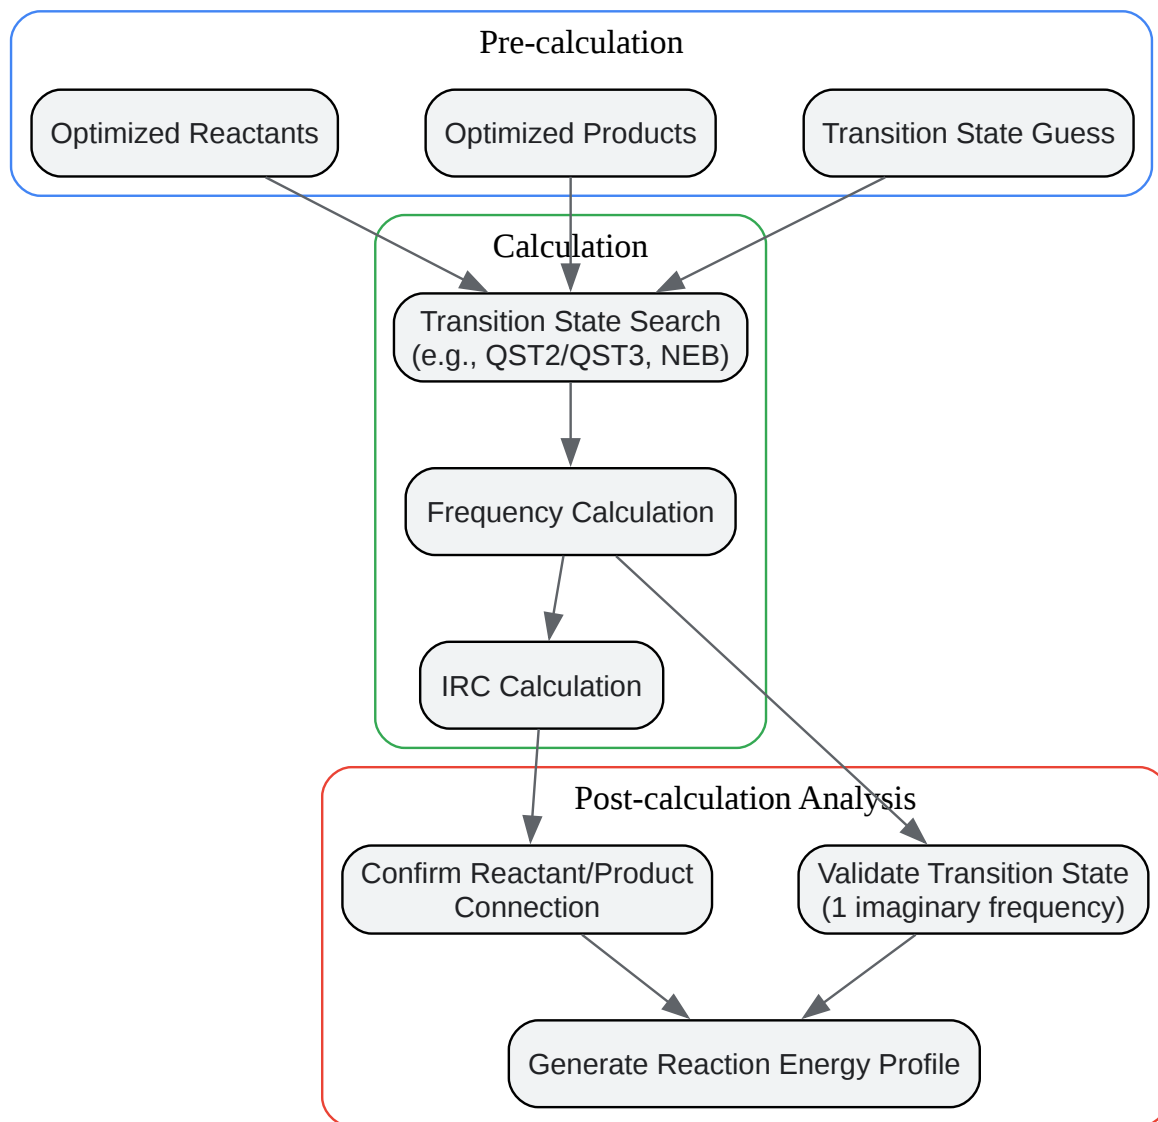 Pre-calculation
Optimized Reactants
Optimized Products
Transition State Guess
Calculation
Transition State Search
(e.g., QST2/QST3, NEB)
Frequency Calculation
IRC Calculation
Post-calculation Analysis
Confirm Reactant/Product
Connection
Validate Transition State
(1 imaginary frequency)
Generate Reaction Energy Profile